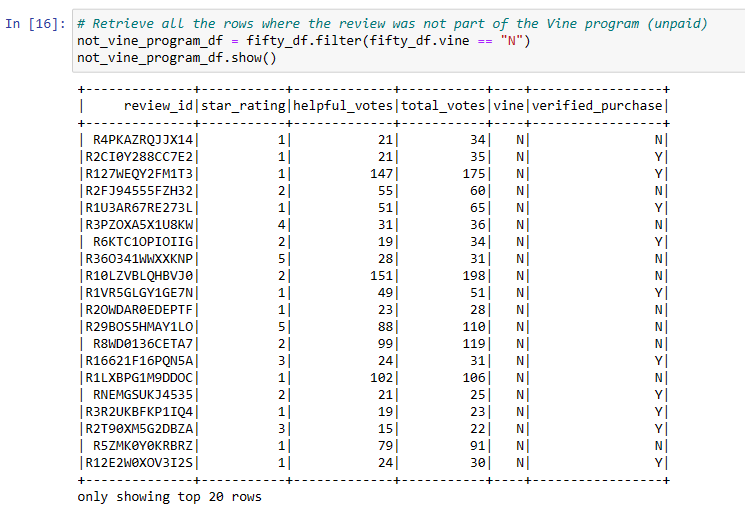 In [16]: # Retrieve all the rows where the review was not part of the Vine program (unpaid)
not_vine_program_df = fifty_df.filter(fifty_df.vine == "N")
not_vine_program_df.show()
+--------------+-----------+-------------+-----------+----+-----------------+
|     review_id|star_rating|helpful_votes|total_votes|vine|verified_purchase|
+--------------+-----------+-------------+-----------+----+-----------------+
| R4PKAZRQJJX14|          1|           21|         34|   N|                N|
|R2CI0Y288CC7E2|          1|           21|         35|   N|                Y|
|R127WEQY2FM1T3|          1|          147|        175|   N|                Y|
|R2FJ94555FZH32|          2|           55|         60|   N|                N|
|R1U3AR67RE273L|          1|           51|         65|   N|                Y|
|R3PZOXA5X1U8KW|          4|           31|         36|   N|                N|
| R6KTC1OPIOIIG|          2|           19|         34|   N|                Y|
|R36O341WWXXKNP|          5|           28|         31|   N|                N|
|R10LZVBLQHBVJ0|          2|          151|        198|   N|                N|
|R1VR5GLGY1GE7N|          1|           49|         51|   N|                Y|
|R2OWDAR0EDEPTF|          1|           23|         28|   N|                N|
|R29BOS5HMAY1LO|          5|           88|        110|   N|                N|
| R8WD0136CETA7|          2|           99|        119|   N|                N|
|R16621F16PQN5A|          3|           24|         31|   N|                Y|
|R1LXBPG1M9DDOC|          1|          102|        106|   N|                N|
| RNEMGSUKJ4535|          2|           21|         25|   N|                Y|
|R3R2UKBFKP1IQ4|          1|           19|         23|   N|                Y|
|R2T90XM5G2DBZA|          3|           15|         22|   N|                Y|
| R5ZMK0Y0KRBRZ|          1|           79|         91|   N|                N|
|R12E2W0XOV3I2S|          1|           24|         30|   N|                Y|
+--------------+-----------+-------------+-----------+----+-----------------+
only showing top 20 rows